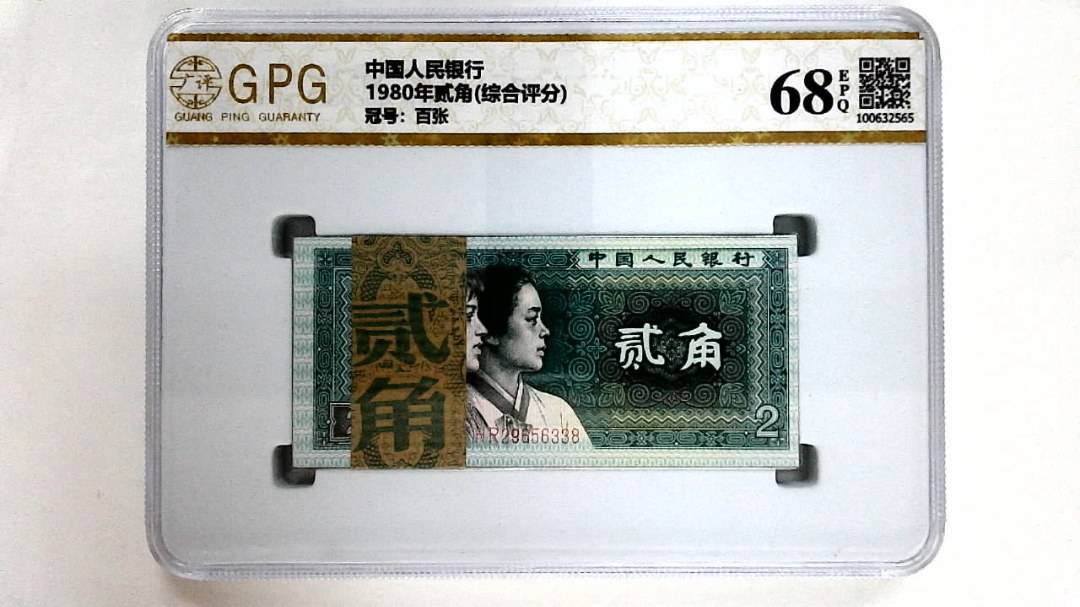 广评
GPG
GUANG PING GUARANTY
中国人民银行
1980年贰角(综合评分)
冠号：百张
68
EPQ
100632565
中国人民银行
贰角
贰角
R29656338
2